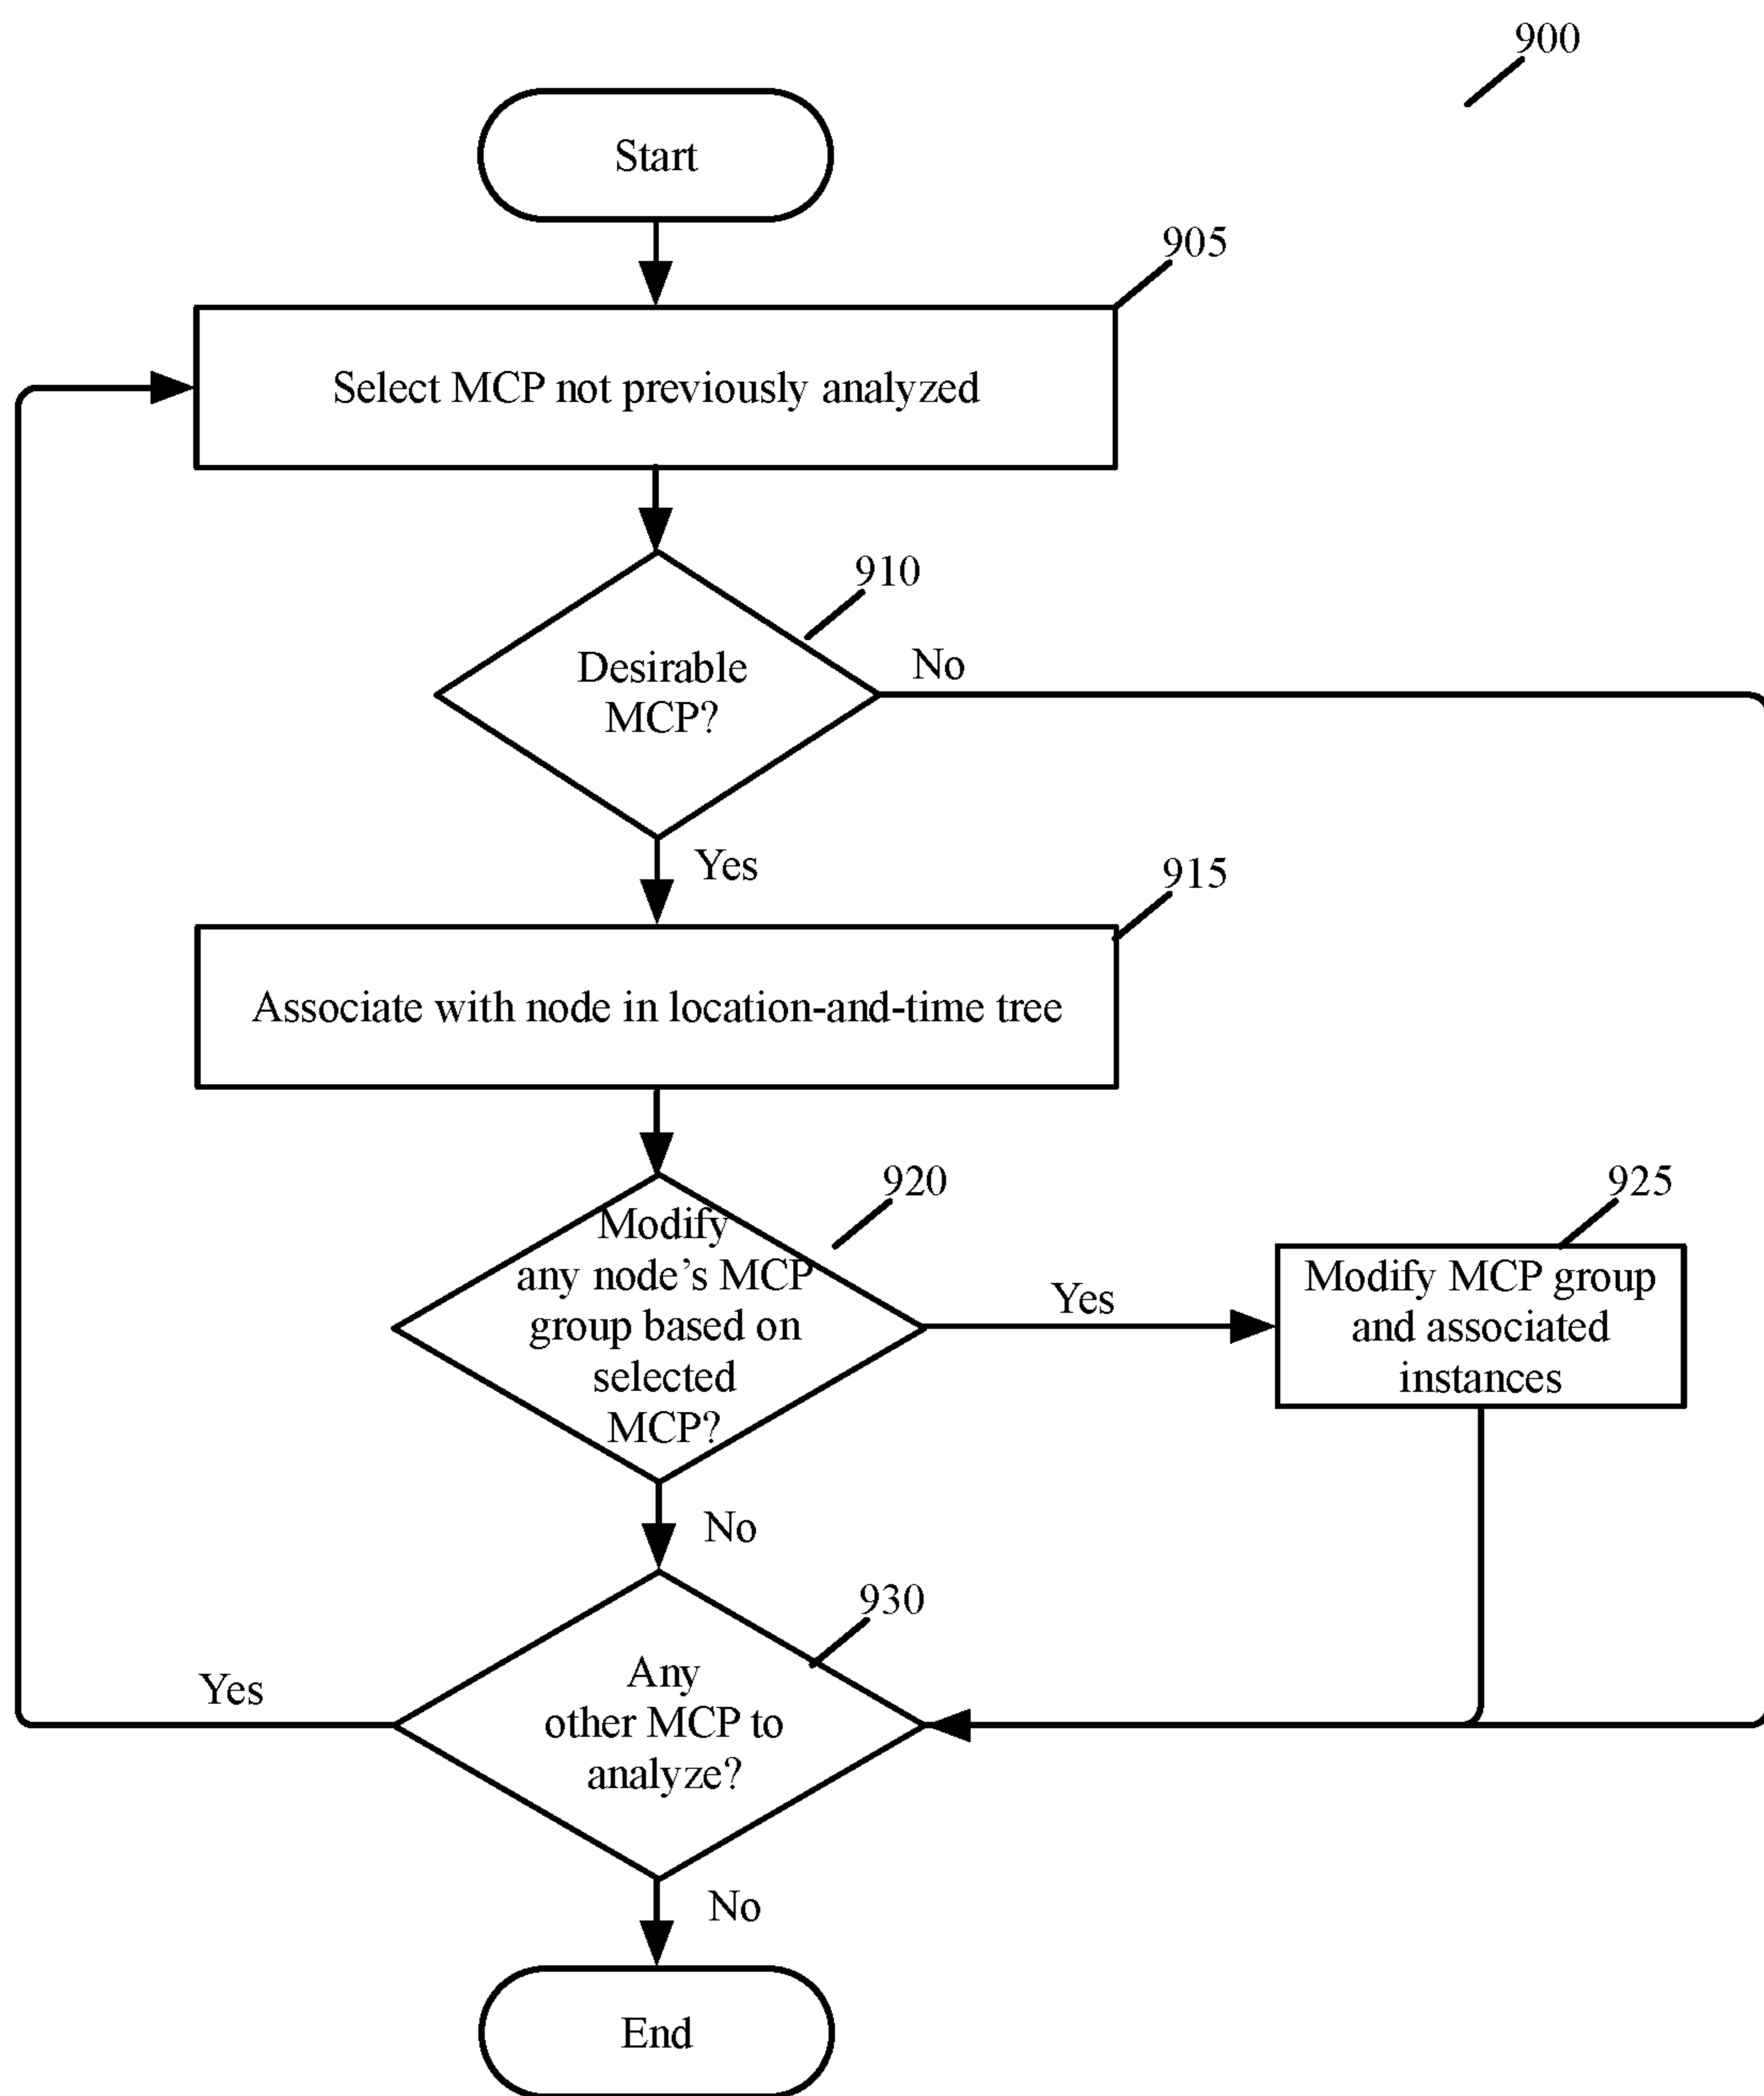 900
Start
905
Select MCP not previously analyzed
910
Desirable
MCP?
No
Yes
915
Associate with node in location-and-time tree
920
Modify
any node’s MCP
group based on
selected
MCP?
Yes
925
Modify MCP group
and associated
instances
No
930
Any
other MCP to
analyze?
Yes
No
End